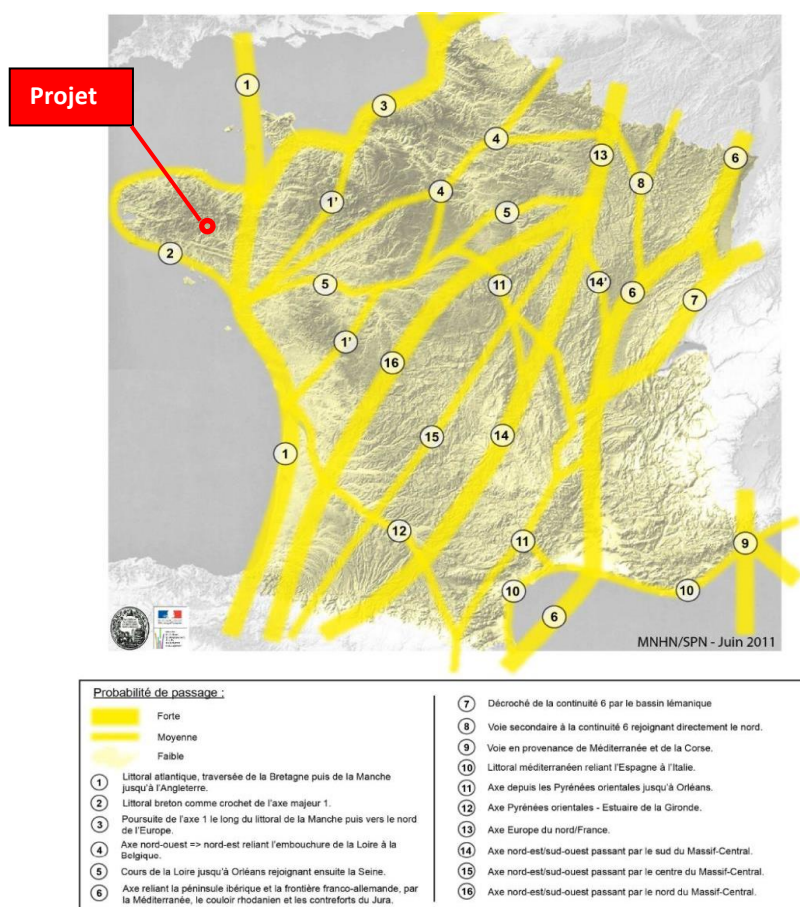 Projet
1
3
4
13
6
8
1'
4
5
2
5
11
14'
6
7
1'
16
15
14
1
12
11
9
10
10
6
MNHN/SPN - Juin 2011
Probabilité de passage :
Forte
Moyenne
Faible
1 Littoral atlantique, traversée de la Bretagne puis de la Manche
jusqu'à l'Angleterre.
2 Littoral breton comme crochet de l'axe majeur 1.
3 Poursuite de l'axe 1 le long du littoral de la Manche puis vers le nord
de l'Europe.
4 Axe nord-ouest => nord-est reliant l'embouchure de la Loire à la
Belgique.
5 Cours de la Loire jusqu'à Orléans rejoignant ensuite la Seine.
6 Axe reliant la péninsule ibérique et la frontière franco-allemande, par
la Méditerranée, le couloir rhodanien et les contreforts du Jura.
7 Décroché de la continuité 6 par le bassin lémanique
8 Voie secondaire à la continuité 6 rejoignant directement le nord.
9 Voie en provenance de Méditerranée et de la Corse.
10 Littoral méditerranéen reliant l'Espagne à l'Italie.
11 Axe depuis les Pyrénées orientales jusqu'à Orléans.
12 Axe Pyrénées orientales - Estuaire de la Gironde.
13 Axe Europe du nord/France.
14 Axe nord-est/sud-ouest passant par le sud du Massif-Central.
15 Axe nord-est/sud-ouest passant par le centre du Massif-Central.
16 Axe nord-est/sud-ouest passant par le nord du Massif-Central.